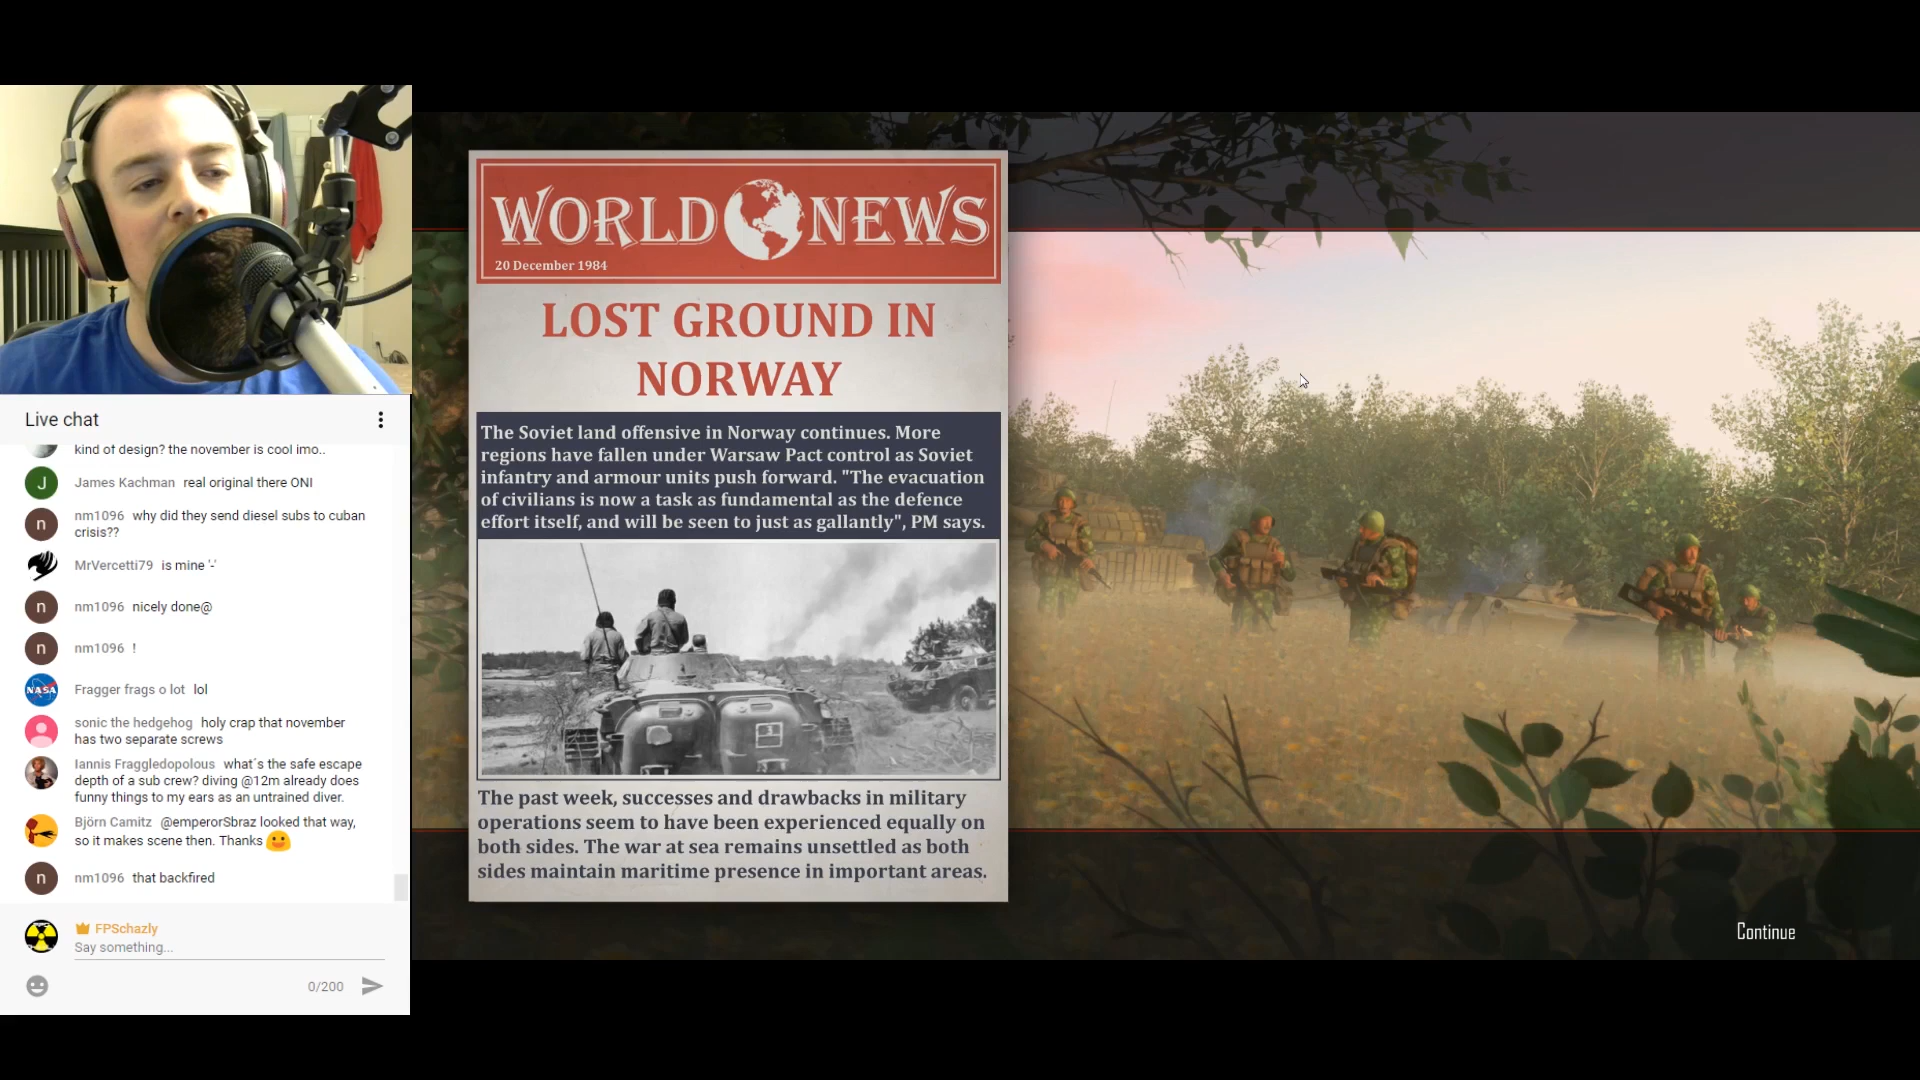 Live chat
kind of design? the november is cool imo..
J
James Kachman real original there ONI
n
nm1096 why did they send diesel subs to cuban
crisis??
MrVercetti79 is mine '-'
n
nm1096 nicely done@
n
nm1096 !
NASA
Fragger frags o lot lol
sonic the hedgehog holy crap that november
has two separate screws
Iannis Fraggledopolous what´s the safe escape
depth of a sub crew? diving @12m already does
funny things to my ears as an untrained diver.
Björn Camitz @emperorSbraz looked that way,
so it makes scene then. Thanks
n
nm1096 that backfired
FPSchazly
Say something...
0/200
WORLD NEWS
20 December 1984
LOST GROUND IN
NORWAY
The Soviet land offensive in Norway continues. More
regions have fallen under Warsaw Pact control as Soviet
infantry and armour units push forward. "The evacuation
of civilians is now a task as fundamental as the defence
effort itself, and will be seen to just as gallantly", PM says.
The past week, successes and drawbacks in military
operations seem to have been experienced equally on
both sides. The war at sea remains unsettled as both
sides maintain maritime presence in important areas.
Continue